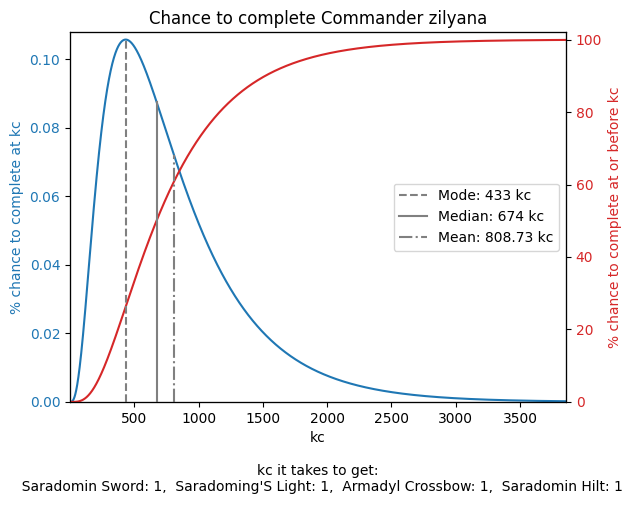 Chance to complete Commander zilyana
0.10
0.08
0.06
0.04
0.02
0.00
% chance to complete at kc
100
80
60
40
20
0
% chance to complete at or before kc
Mode: 433 kc
Median: 674 kc
Mean: 808.73 kc
500 1000 1500 2000 2500 3000 3500
kc
kc it takes to get:
Saradomin Sword: 1, Saradoming'S Light: 1, Armadyl Crossbow: 1, Saradomin Hilt: 1